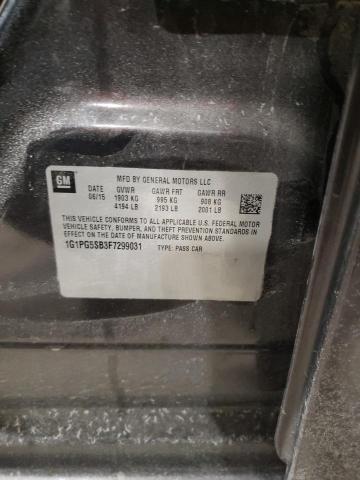 GM
MFD BY GENERAL MOTORS LLC
DATE GVWR GAWR FRT GAWR RR
06/15 1903 KG 995 KG 908 KG
4194 LB 2193 LB 2001 LB
THIS VEHICLE CONFORMS TO ALL APPLICABLE U.S. FEDERAL MOTOR
VEHICLE SAFETY, BUMPER, AND THEFT PREVENTION STANDARDS
IN EFFECT ON THE DATE OF MANUFACTURE SHOWN ABOVE.
1G1PG5SB3F7299031 TYPE: PASS CAR